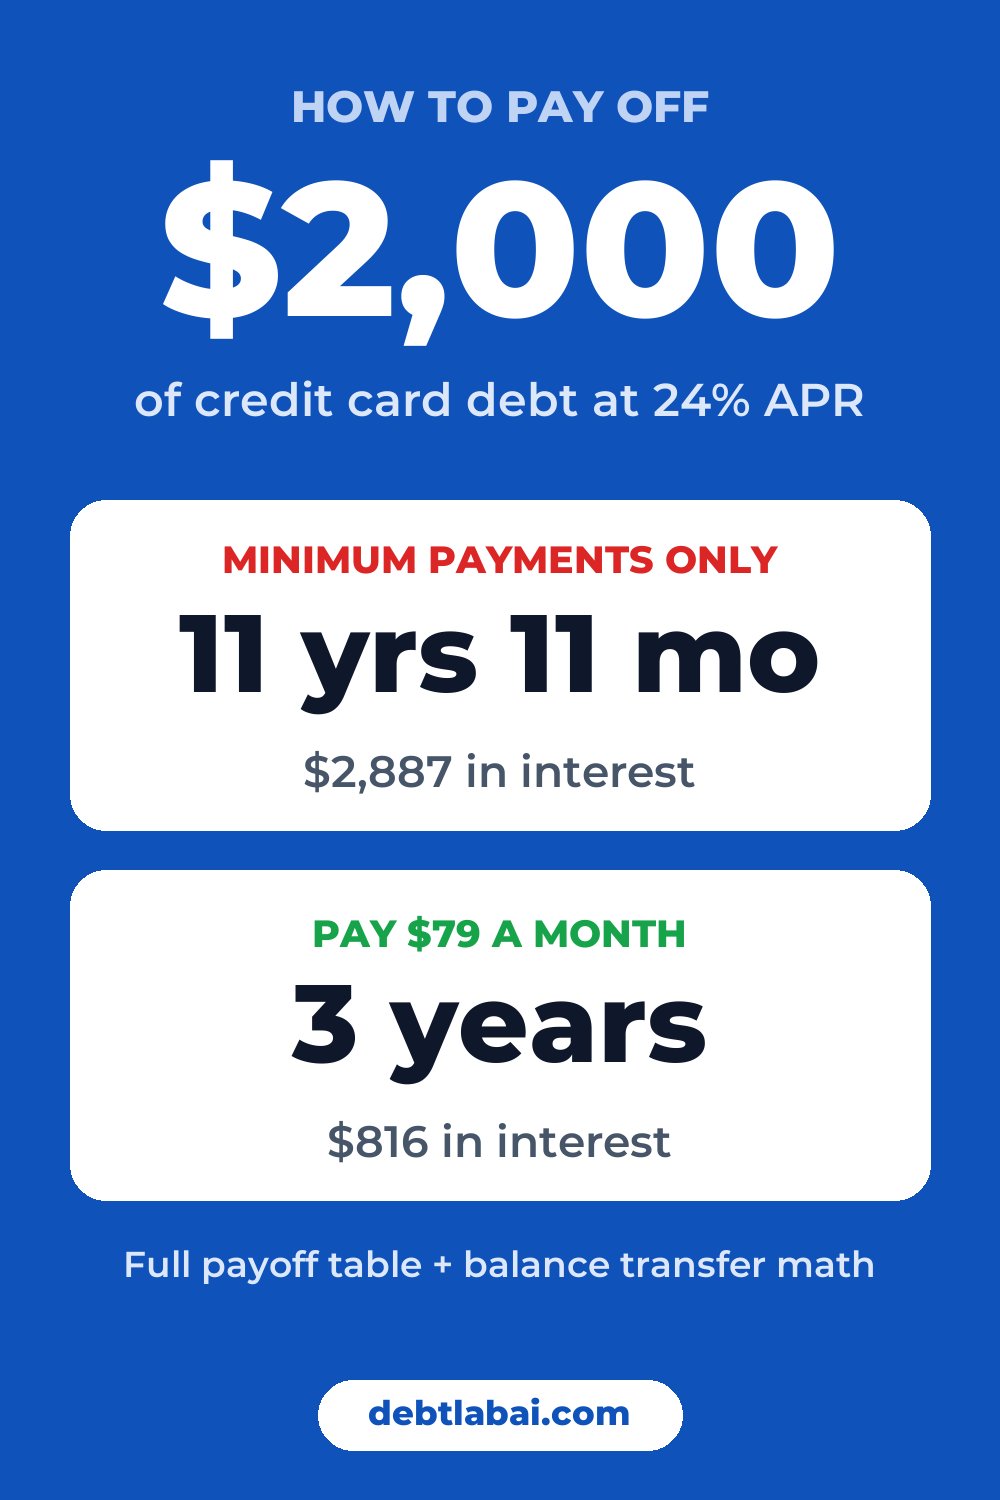 HOW TO PAY OFF
$2,000
of credit card debt at 24% APR
MINIMUM PAYMENTS ONLY
11 yrs 11 mo
$2,887 in interest
PAY $79 A MONTH
3 years
$816 in interest
Full payoff table + balance transfer math
debtlabai.com